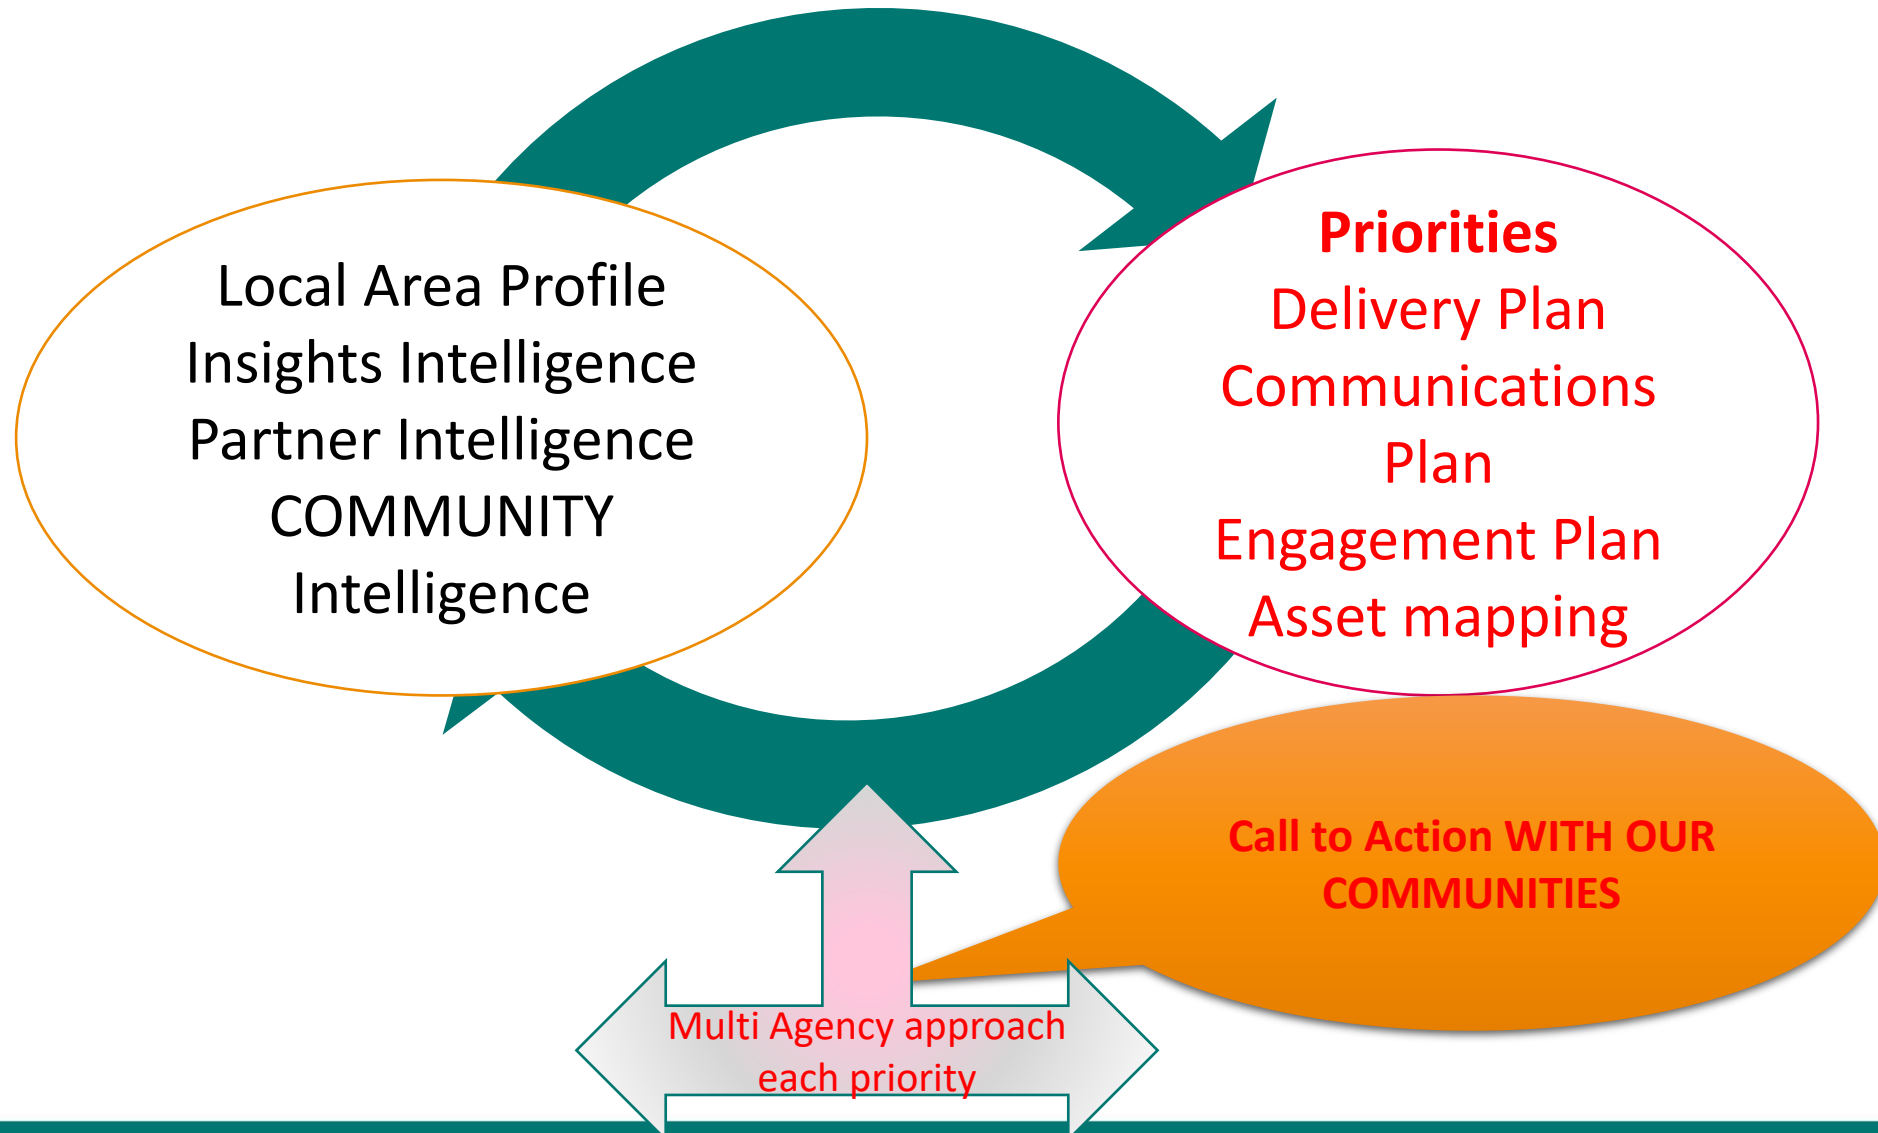 Local Area Profile
Insights Intelligence
Partner Intelligence
COMMUNITY
Intelligence
Priorities
Delivery Plan
Communications
Plan
Engagement Plan
Asset mapping
Call to Action WITH OUR
COMMUNITIES
Multi Agency approach
each priority